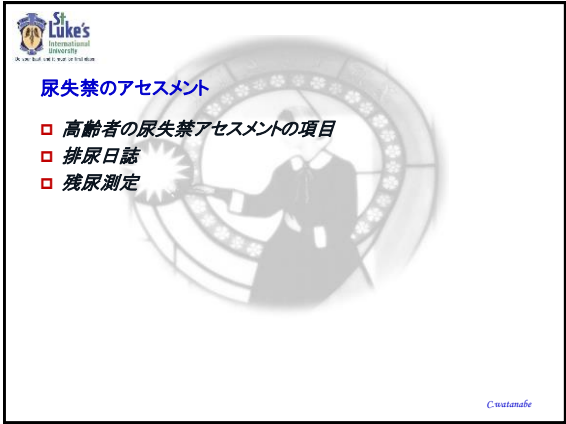 St
Luke's
International
University
尿失禁のアセスメント
高齢者の尿失禁アセスメントの項目
排尿日誌
残尿測定
C.watanabe